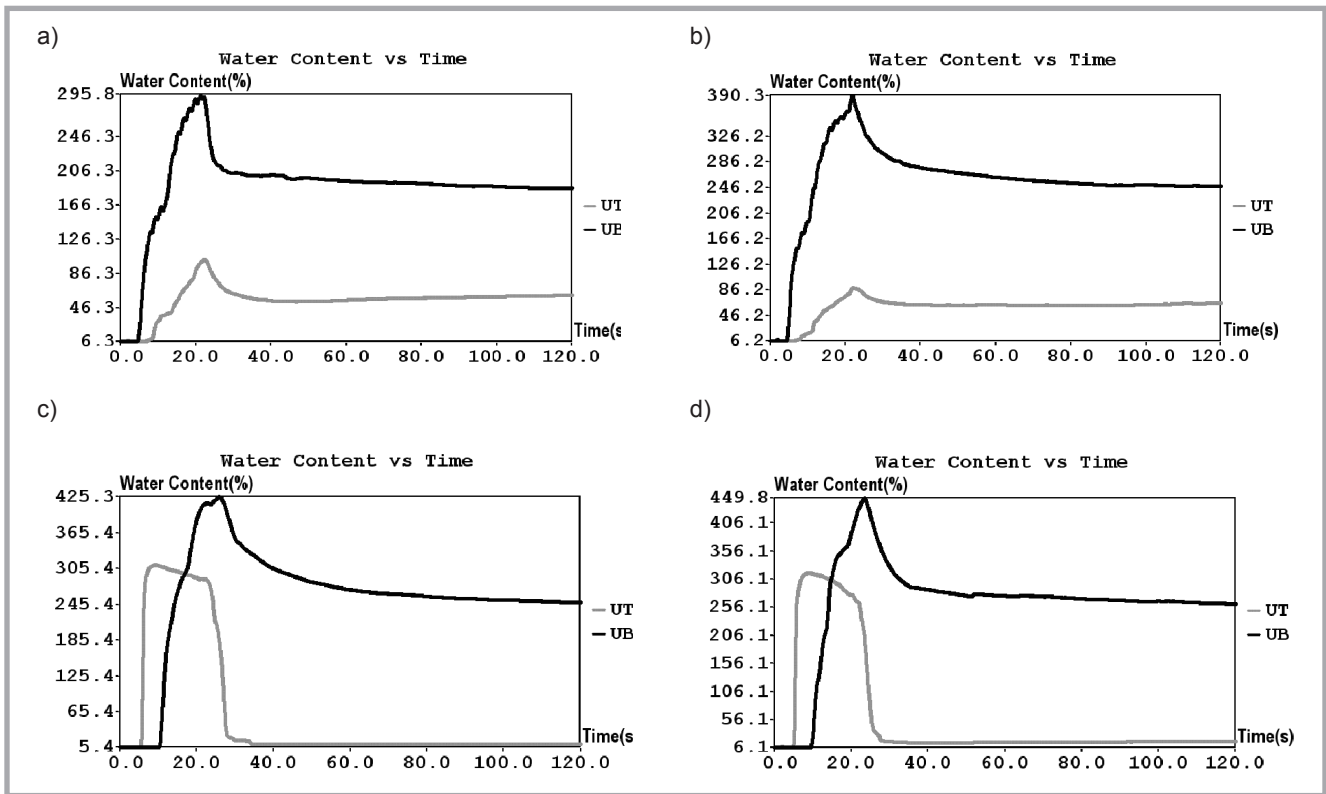 a)
Water Content vs Time
Water Content(%)
295.8
246.3
206.3
166.3
126.3
86.3
46.3
6.3
UT
UB
Time(s
0.0 20.0 40.0 60.0 80.0 100.0 120.0
b)
Water Content vs Time
Water Content(%)
390.3
326.2
286.2
246.2
206.2
166.2
126.2
86.2
46.2
6.2
UT
UB
Time(s)
0.0 20.0 40.0 60.0 80.0 100.0 120.0
c)
Water Content vs Time
Water Content(%)
425.3
365.4
305.4
245.4
185.4
125.4
65.4
5.4
UT
UB
Time(s
0.0 20.0 40.0 60.0 80.0 100.0 120.0
d)
Water Content vs Time
Water Content(%)
449.8
406.1
356.1
306.1
256.1
206.1
156.1
106.1
56.1
6.1
UT
UB
Time(s)
0.0 20.0 40.0 60.0 80.0 100.0 120.0